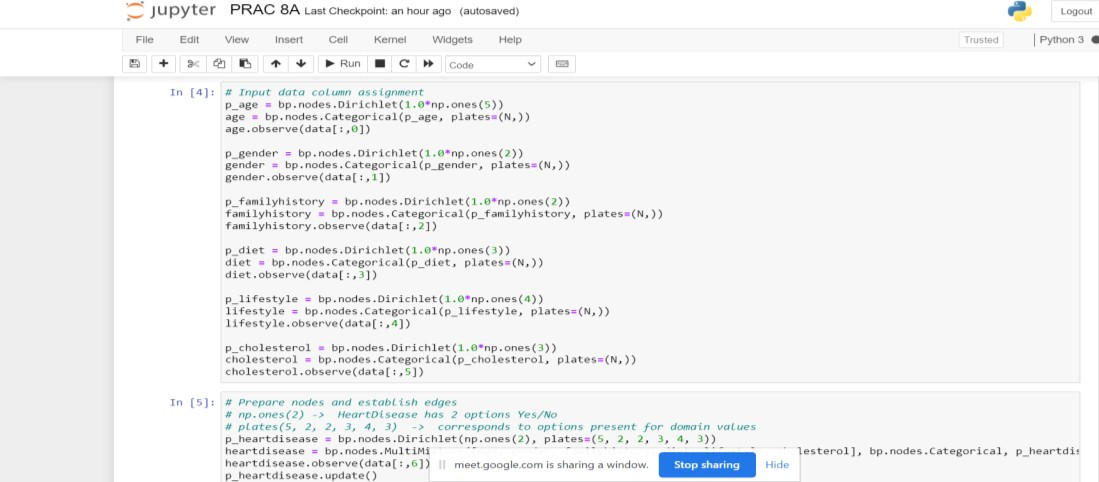 jupyter PRAC 8A Last Checkpoint: an hour ago (autosaved)
Logout
File Edit View Insert Cell Kernel Widgets Help
Trusted
Python 3
Run
Code
In [4]: # Input data column assignment
p_age = bp.nodes.Dirichlet(1.0*np.ones(5))
age = bp.nodes.Categorical(p_age, plates=(N,))
age.observe(data[:,0])
p_gender = bp.nodes.Dirichlet(1.0*np.ones(2))
gender = bp.nodes.Categorical(p_gender, plates=(N,))
gender.observe(data[:,1])
p_familyhistory = bp.nodes.Dirichlet(1.0*np.ones(2))
familyhistory = bp.nodes.Categorical(p_familyhistory, plates=(N,))
familyhistory.observe(data[:,2])
p_diet = bp.nodes.Dirichlet(1.0*np.ones(3))
diet = bp.nodes.Categorical(p_diet, plates=(N,))
diet.observe(data[:,3])
p_lifestyle = bp.nodes.Dirichlet(1.0*np.ones(4))
lifestyle = bp.nodes.Categorical(p_lifestyle, plates=(N,))
lifestyle.observe(data[:,4])
p_cholesterol = bp.nodes.Dirichlet(1.0*np.ones(3))
cholesterol = bp.nodes.Categorical(p_cholesterol, plates=(N,))
cholesterol.observe(data[:,5])
In [5]: # Prepare nodes and establish edges
# np.ones(2) -> HeartDisease has 2 options Yes/No
# plates(5, 2, 2, 3, 4, 3) -> corresponds to options present for domain values
p_heartdisease = bp.nodes.Dirichlet(np.ones(2), plates=(5, 2, 2, 3, 4, 3))
heartdisease = bp.nodes.MultiMi lesterol], bp.nodes.Categorical, p_heartdis
heartdisease.observe(data[:,6])
p_heartdisease.update()
meet.google.com is sharing a window. Stop sharing Hide